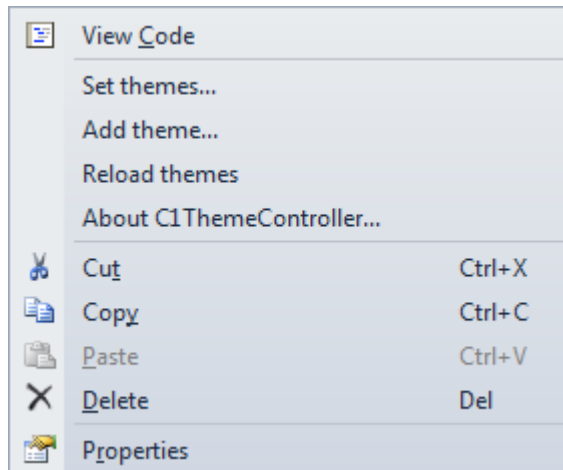 View Code
Set themes...
Add theme...
Reload themes
About C1ThemeController...
Cut Ctrl+X
Copy Ctrl+C
Paste Ctrl+V
Delete Del
Properties